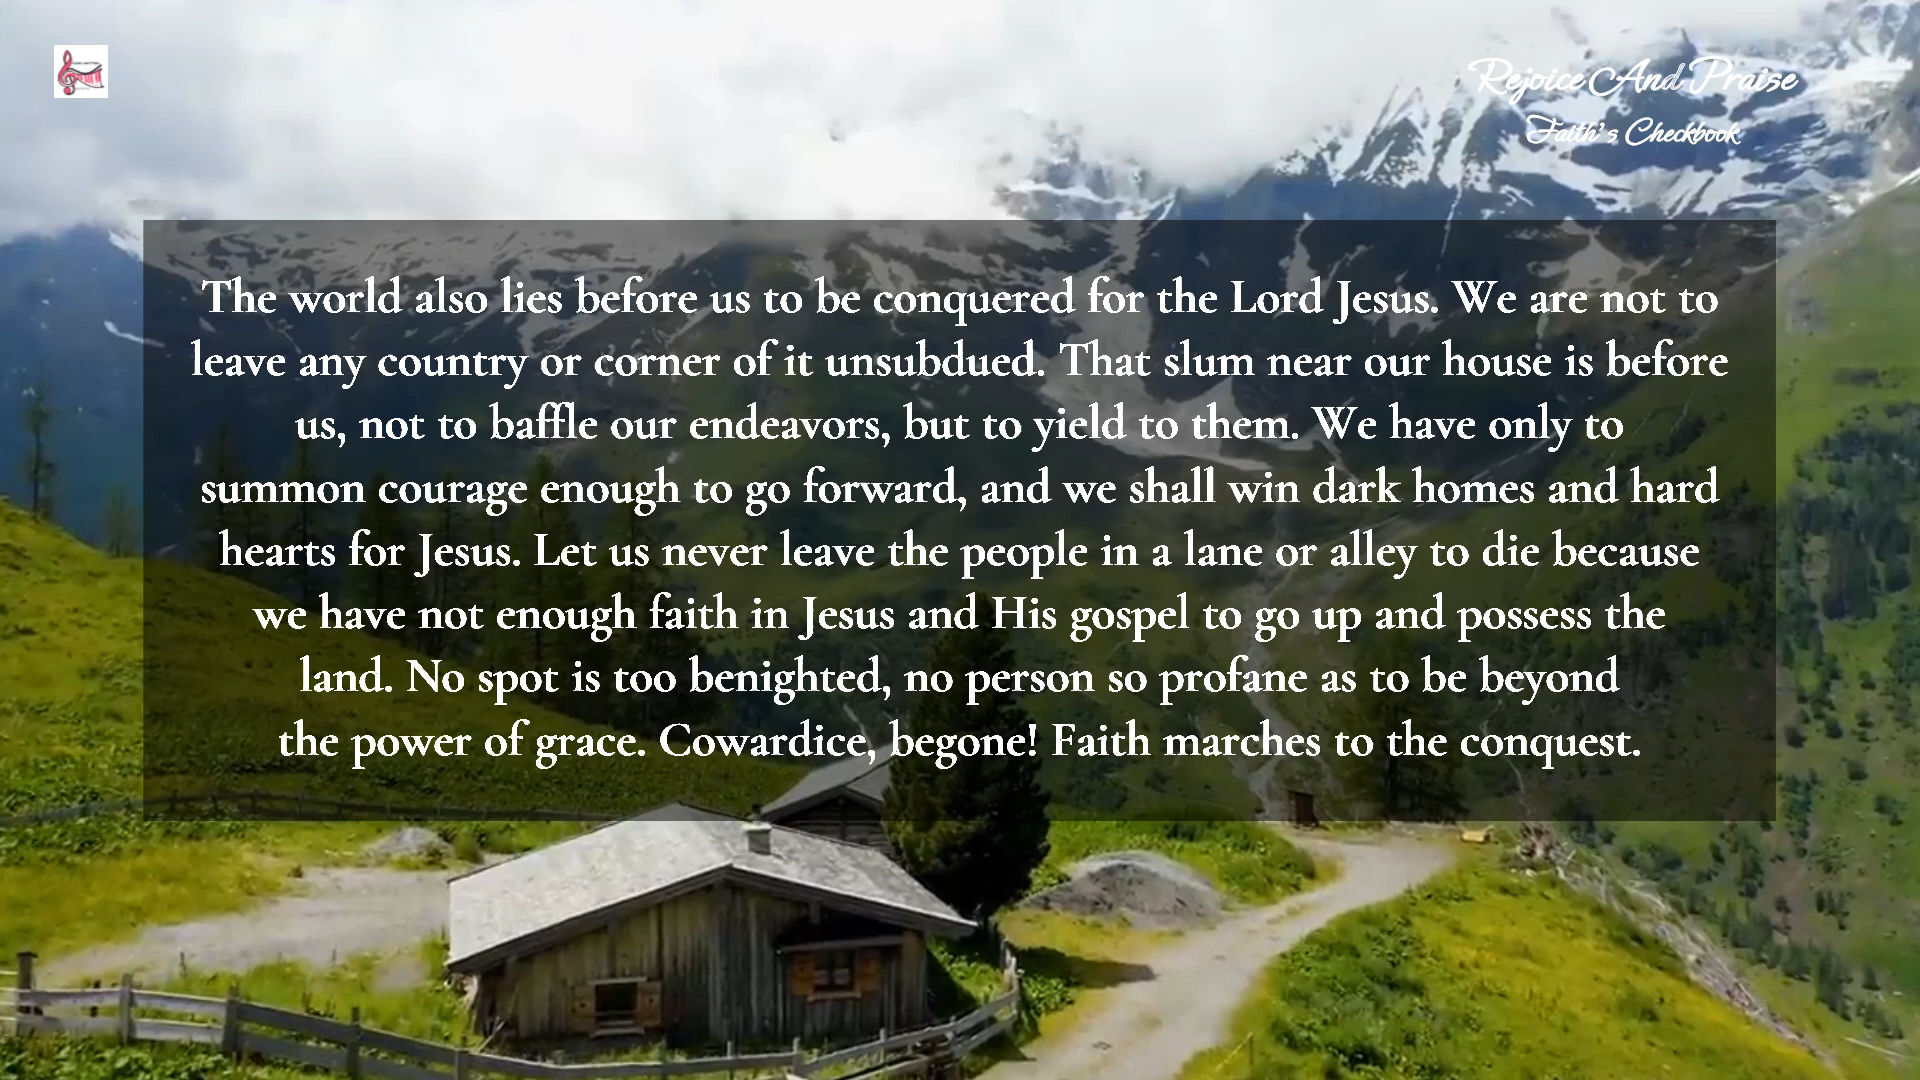 Rejoice And Praise
Faith's Checkbook
The world also lies before us to be conquered for the Lord Jesus. We are not to
leave any country or corner of it unsubdued. That slum near our house is before
us, not to baffle our endeavors, but to yield to them. We have only to
summon courage enough to go forward, and we shall win dark homes and hard
hearts for Jesus. Let us never leave the people in a lane or alley to die because
we have not enough faith in Jesus and His gospel to go up and possess the
land. No spot is too benighted, no person so profane as to be beyond
the power of grace. Cowardice, begone! Faith marches to the conquest.